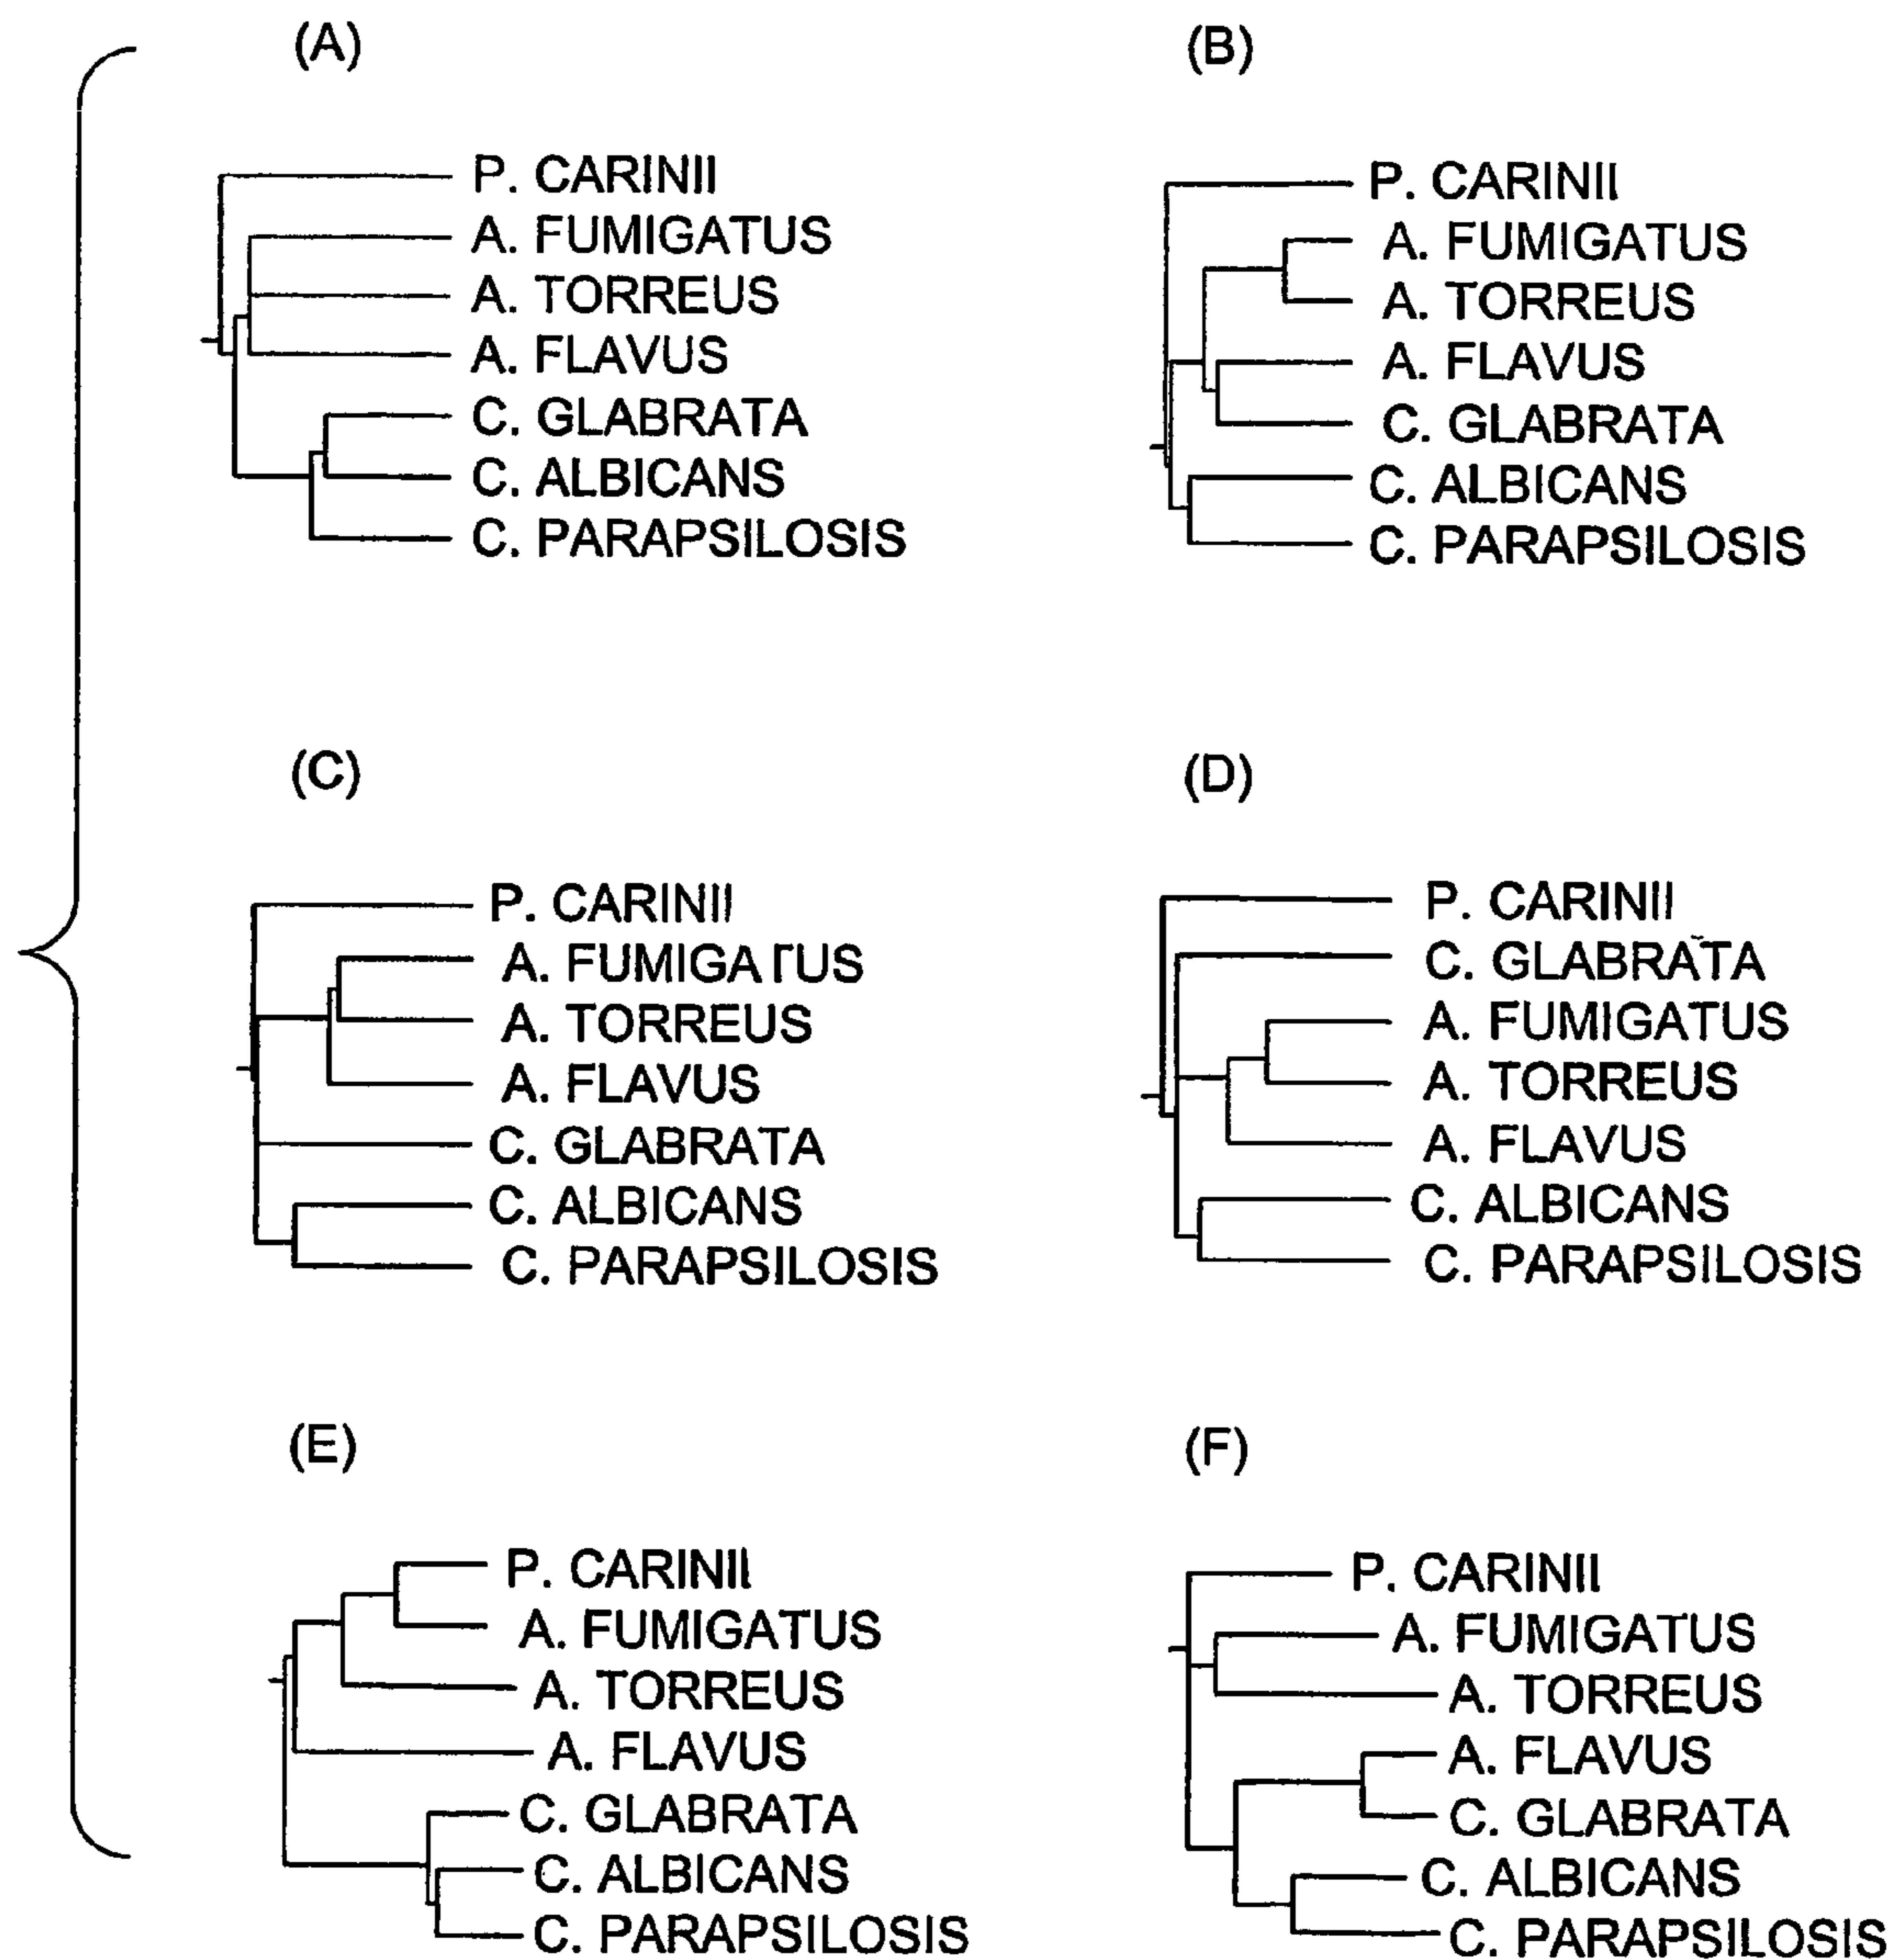 (A)
P. CARINII
A. FUMIGATUS
A. TORREUS
A. FLAVUS
C. GLABRATA
C. ALBICANS
C. PARAPSILOSIS
(B)
P. CARINII
A. FUMIGATUS
A. TORREUS
A. FLAVUS
C. GLABRATA
C. ALBICANS
C. PARAPSILOSIS
(C)
P. CARINII
A. FUMIGATUS
A. TORREUS
A. FLAVUS
C. GLABRATA
C. ALBICANS
C. PARAPSILOSIS
(D)
P. CARINII
C. GLABRATA
A. FUMIGATUS
A. TORREUS
A. FLAVUS
C. ALBICANS
C. PARAPSILOSIS
(E)
P. CARINII
A. FUMIGATUS
A. TORREUS
A. FLAVUS
C. GLABRATA
C. ALBICANS
C. PARAPSILOSIS
(F)
P. CARINII
A. FUMIGATUS
A. TORREUS
A. FLAVUS
C. GLABRATA
C. ALBICANS
C. PARAPSILOSIS